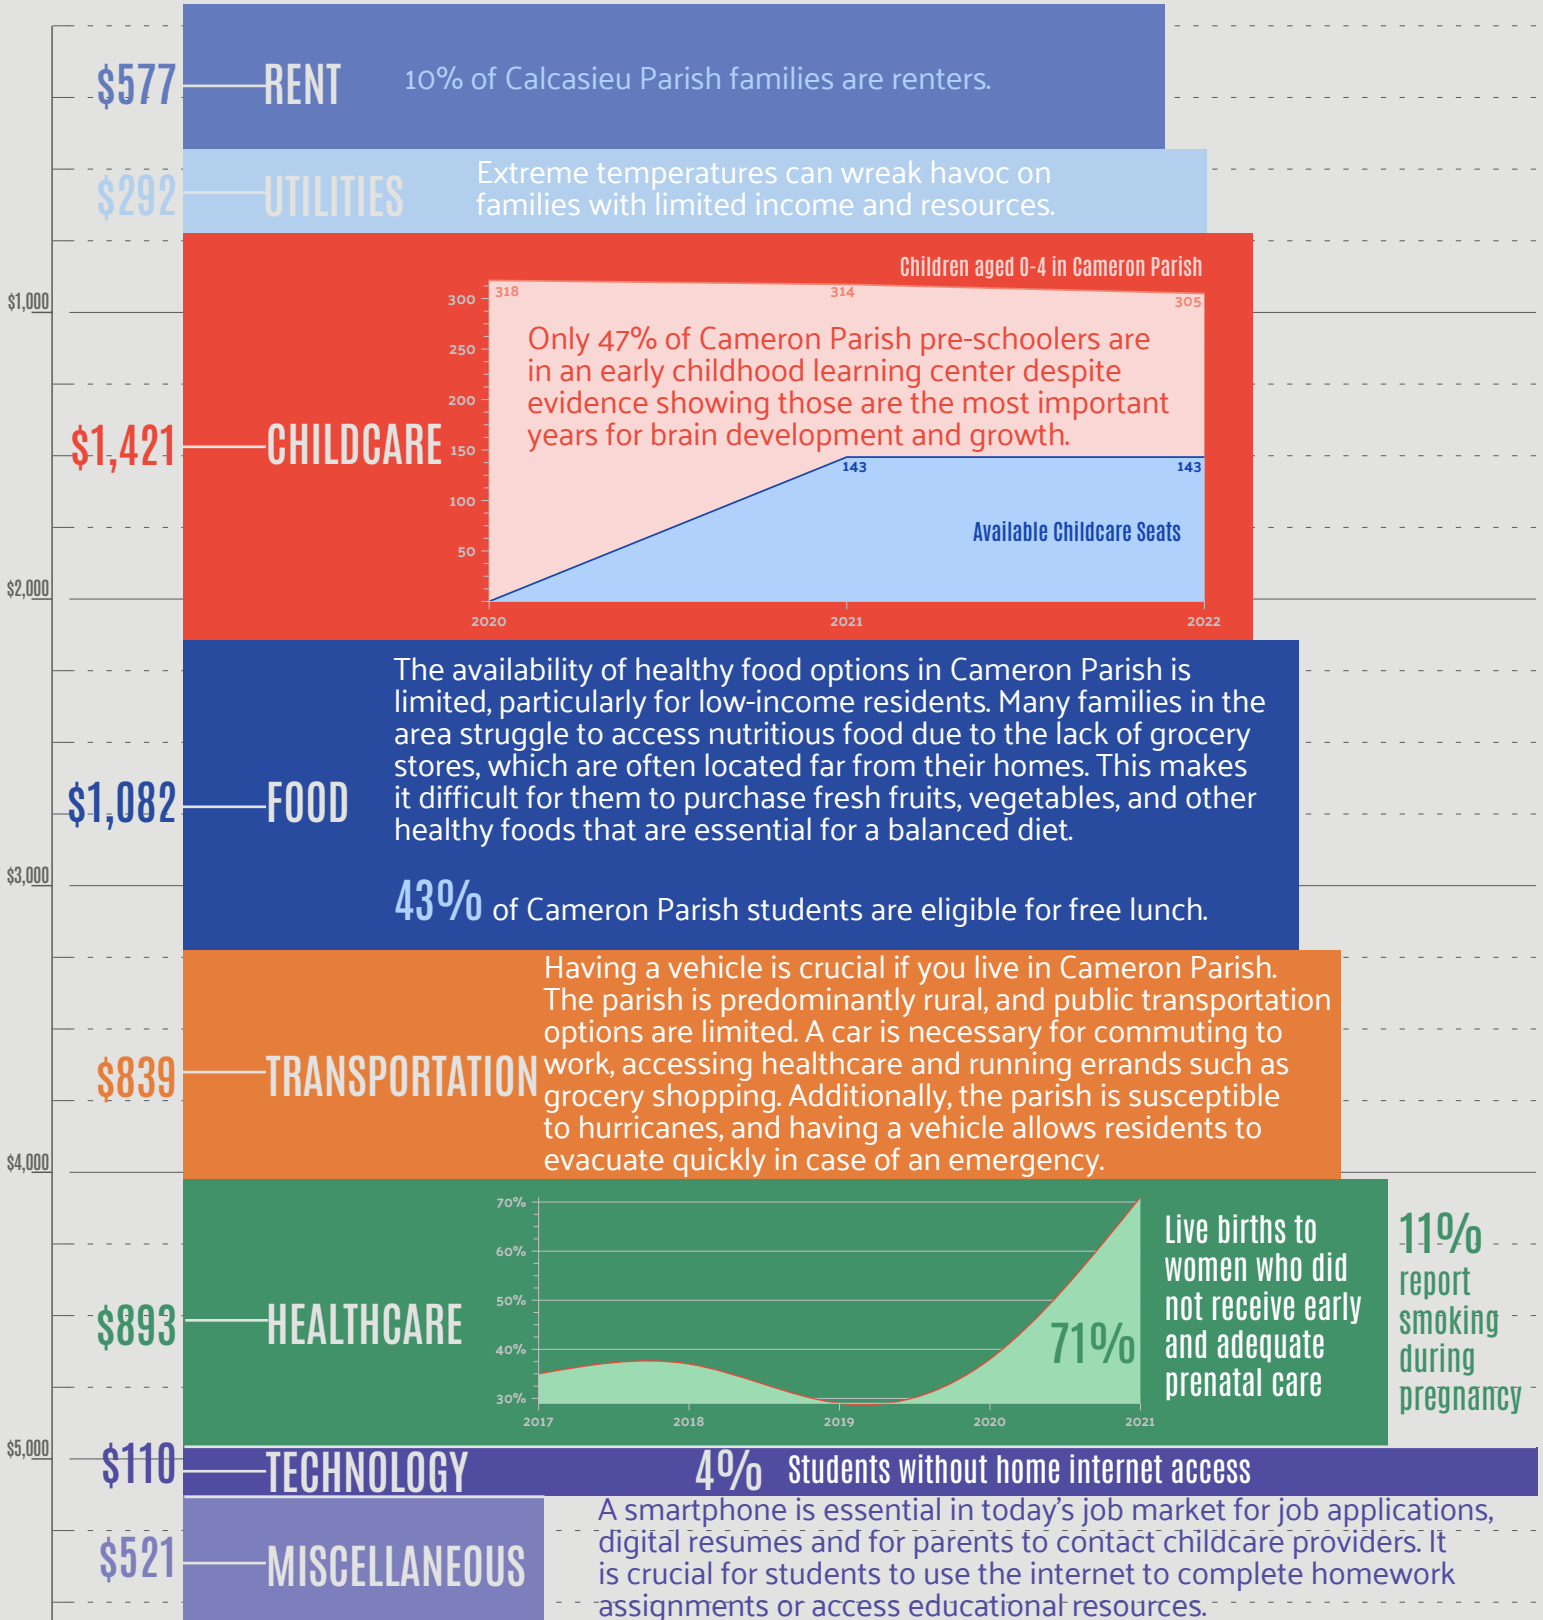 $577
RENT
10% of Calcasieu Parish families are renters.
$292
UTILITIES
Extreme temperatures can wreak havoc on
families with limited income and resources.
$1,000
$2,000
$3,000
$4,000
$5,000
$1,421
CHILDCARE
Children aged 0-4 in Cameron Parish
300
250
200
150
100
50
318
314
305
Only 47% of Cameron Parish pre-schoolers are
in an early childhood learning center despite
evidence showing those are the most important
years for brain development and growth.
143
143
Available Childcare Seats
2020
2021
2022
$1,082
FOOD
The availability of healthy food options in Cameron Parish is
limited, particularly for low-income residents. Many families in the
area struggle to access nutritious food due to the lack of grocery
stores, which are often located far from their homes. This makes
it difficult for them to purchase fresh fruits, vegetables, and other
healthy foods that are essential for a balanced diet.
43% of Cameron Parish students are eligible for free lunch.
$839
TRANSPORTATION
Having a vehicle is crucial if you live in Cameron Parish.
The parish is predominantly rural, and public transportation
options are limited. A car is necessary for commuting to
work, accessing healthcare and running errands such as
grocery shopping. Additionally, the parish is susceptible
to hurricanes, and having a vehicle allows residents to
evacuate quickly in case of an emergency.
$893
HEALTHCARE
70%
60%
50%
40%
30%
71%
2017
2018
2019
2020
2021
Live births to
women who did
not receive early
and adequate
prenatal care
11%
report
smoking
during
pregnancy
$110
TECHNOLOGY
4% Students without home internet access
$521
MISCELLANEOUS
A smartphone is essential in today's job market for job applications,
digital resumes and for parents to contact childcare providers. It
is crucial for students to use the internet to complete homework
assignments or access educational resources.